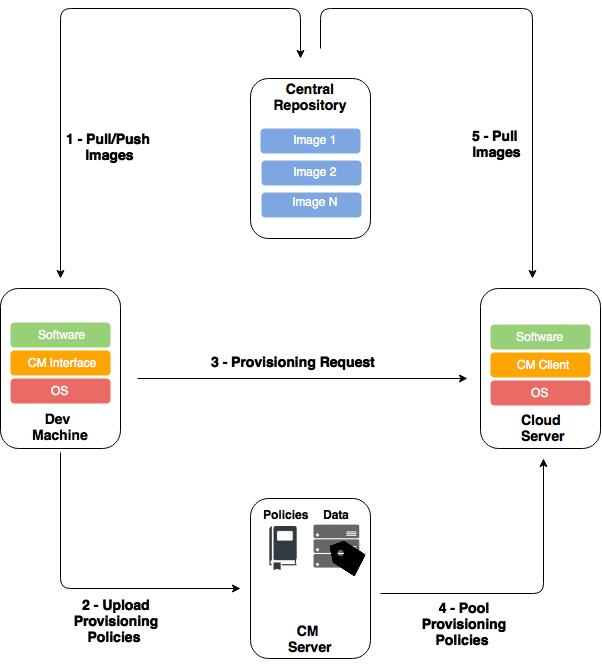 Central
Repository
Image 1
Image 2
Image N
1 - Pull/Push
Images
5 - Pull
Images
Software
CM Interface
OS
Dev
Machine
3 - Provisioning Request
Software
CM Client
OS
Cloud
Server
Policies
Data
CM
Server
2 - Upload
Provisioning
Policies
4 - Pool
Provisioning
Policies